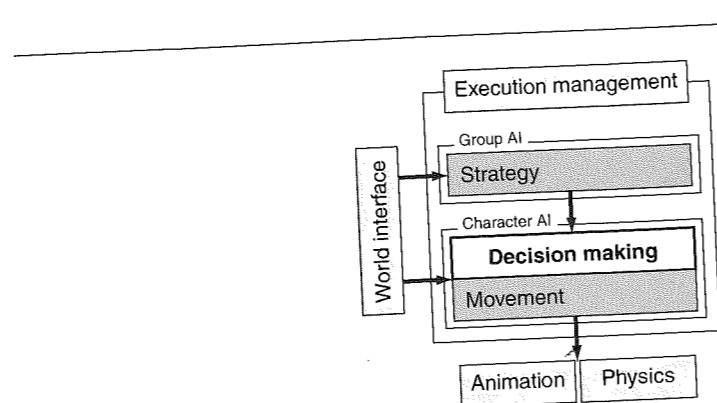 Execution management
Group AI
Strategy
World interface
Character AI
Decision making
Movement
Animation
Physics